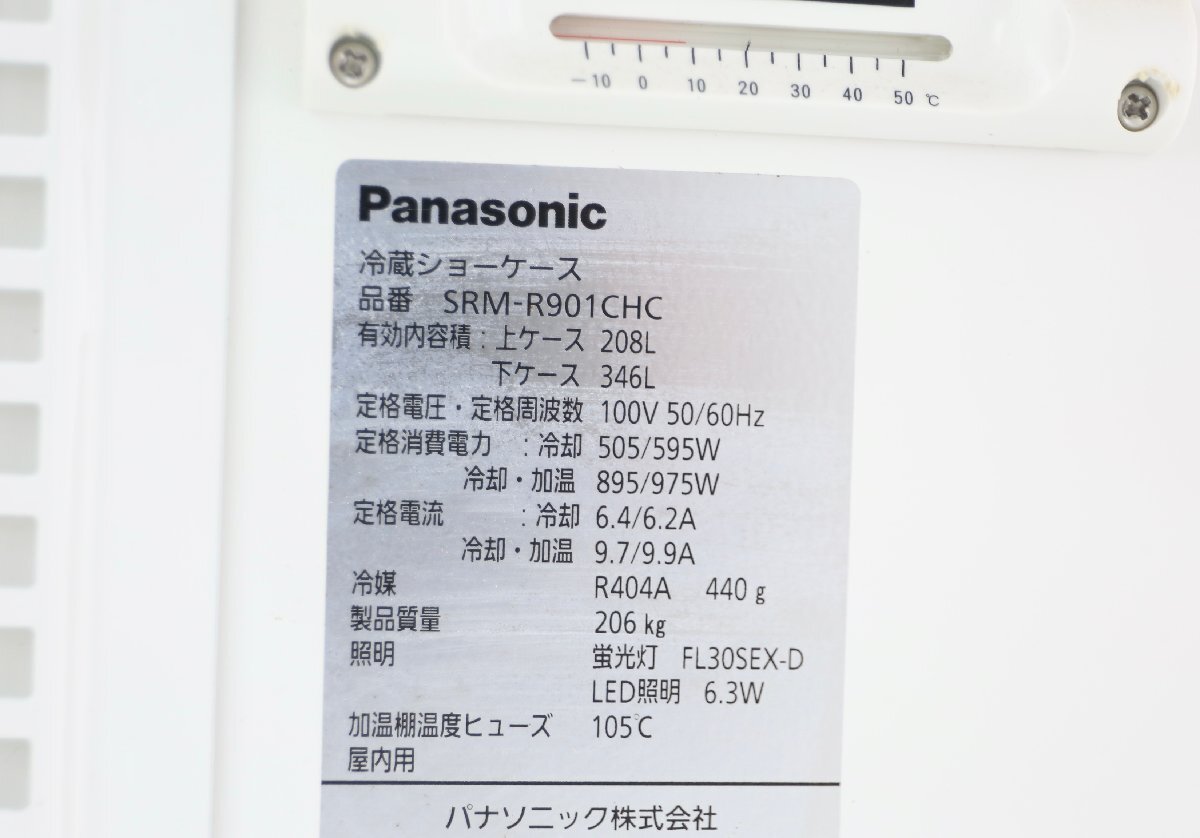 －10 0 10 20 30 40 50 ℃
Panasonic
冷蔵ショーケース
品番 SRM-R901CHC
有効内容積：上ケース 208L
下ケース 346L
定格電圧・定格周波数 100V 50/60Hz
定格消費電力 ：冷却 505/595W
冷却・加温 895/975W
定格電流 ：冷却 6.4/6.2A
冷却・加温 9.7/9.9A
冷媒 R404A 440g
製品質量 206kg
照明 蛍光灯 FL30SEX-D
LED照明 6.3W
加温棚温度ヒューズ 105℃
屋内用
パナソニック株式会社